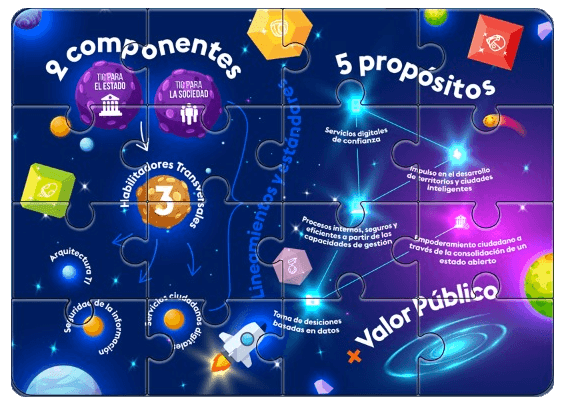 2 componentes
TIC PARA
EL ESTADO
TIC PARA
LA SOCIEDAD
Habilitadores Transversales
3
Arquitectura TI
Seguridad de la información
Servicios ciudadanos digitales
Lineamientos y estándares
5 propósitos
Servicios digitales
de confianza
Impulso en el desarrollo
de territorios y ciudades
inteligentes
Procesos internos, seguros y
eficientes a partir de las
capacidades de gestión
Empoderamiento ciudadano a
través de la consolidación de un
estado abierto
Toma de desiciones
basadas en datos
+ Valor Público